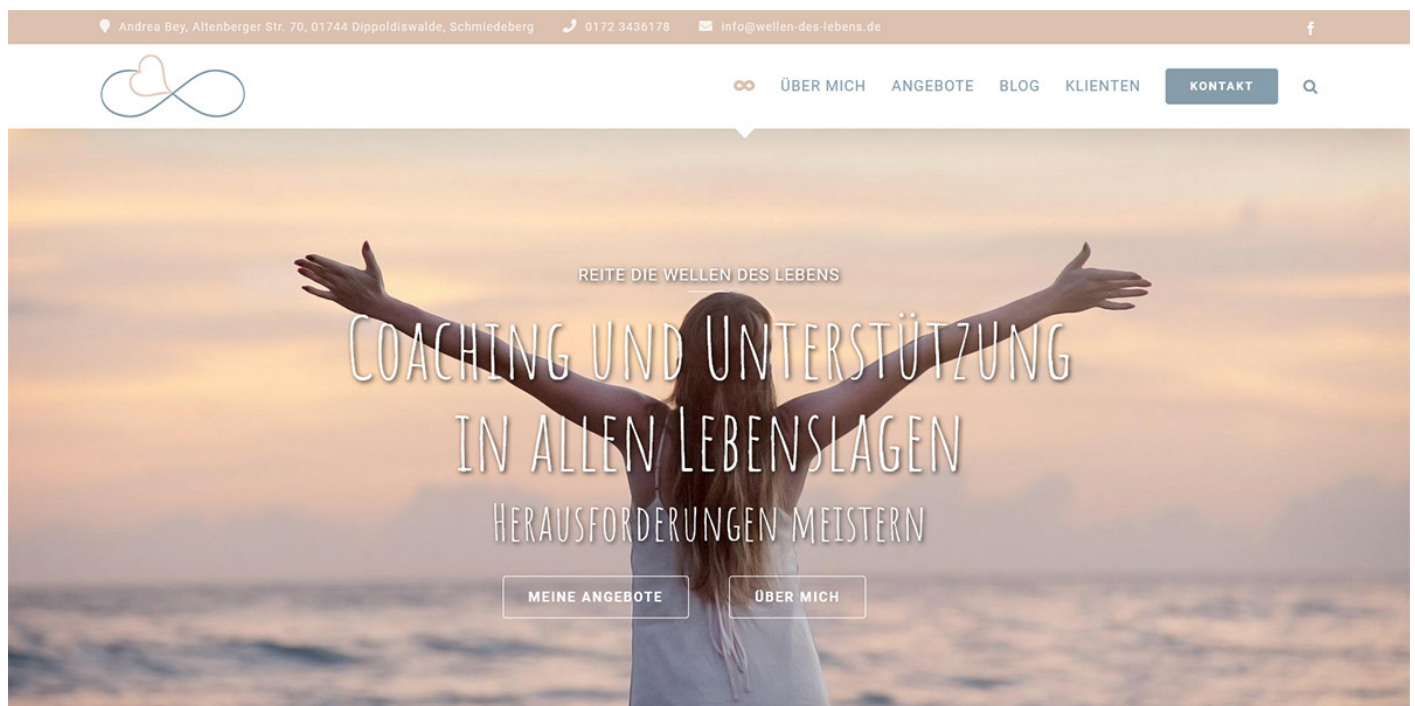 Andrea Bey, Altenberger Str. 70, 01744 Dippoldiswalde, Schmiedeberg 0172 3436178 info@wellen-des-lebens.de
ÜBER MICH ANGEBOTE BLOG KLIENTEN KONTAKT
REITE DIE WELLEN DES LEBENS
Coaching und Unterstützung
in allen Lebenslagen
Herausforderungen meistern
MEINE ANGEBOTE ÜBER MICH